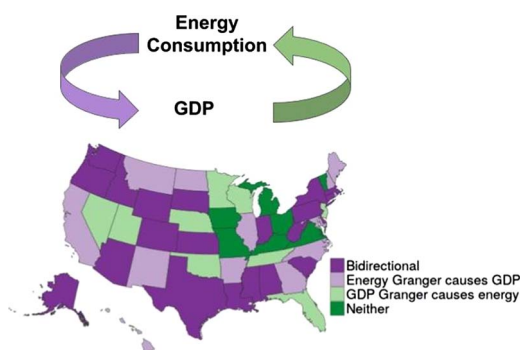 Energy
Consumption
GDP
Bidirectional
Energy Granger causes GDP
GDP Granger causes energy
Neither